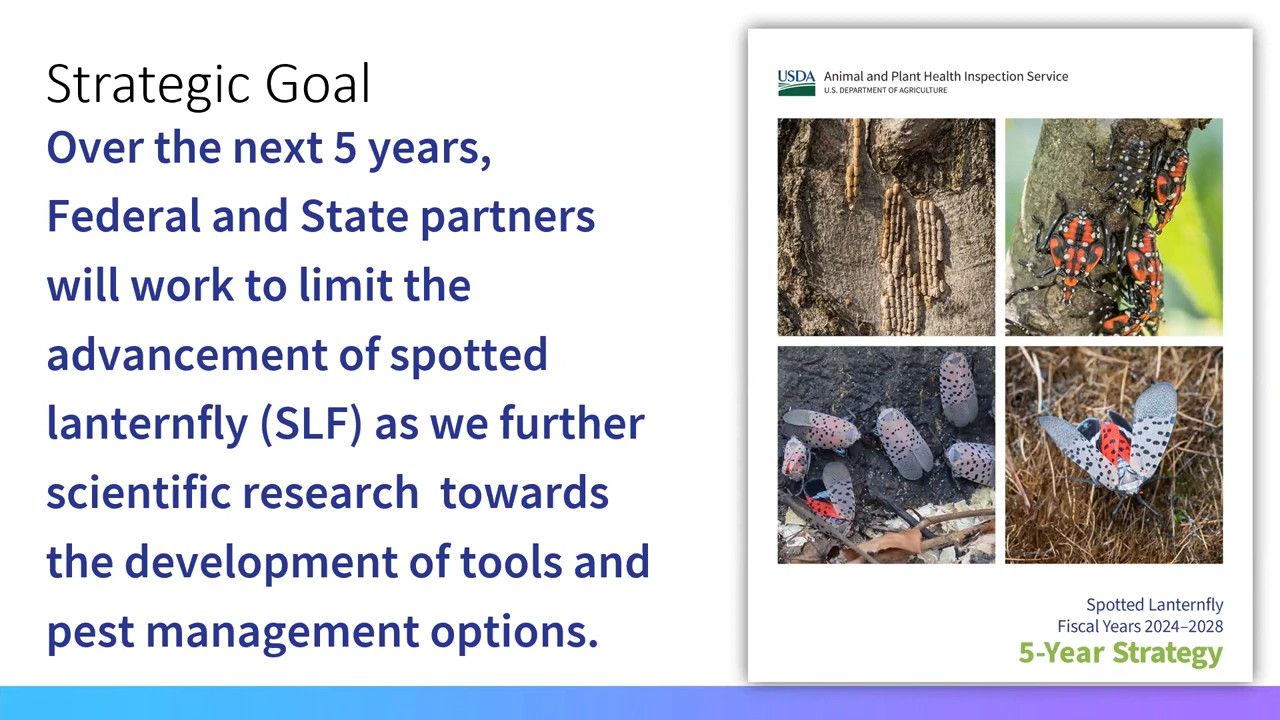 Strategic Goal
Over the next 5 years,
Federal and State partners
will work to limit the
advancement of spotted
lanternfly (SLF) as we further
scientific research  towards
the development of tools and
pest management options.
USDA
Animal and Plant Health Inspection Service
U.S. DEPARTMENT OF AGRICULTURE
Spotted Lanternfly
Fiscal Years 2024–2028
5-Year Strategy